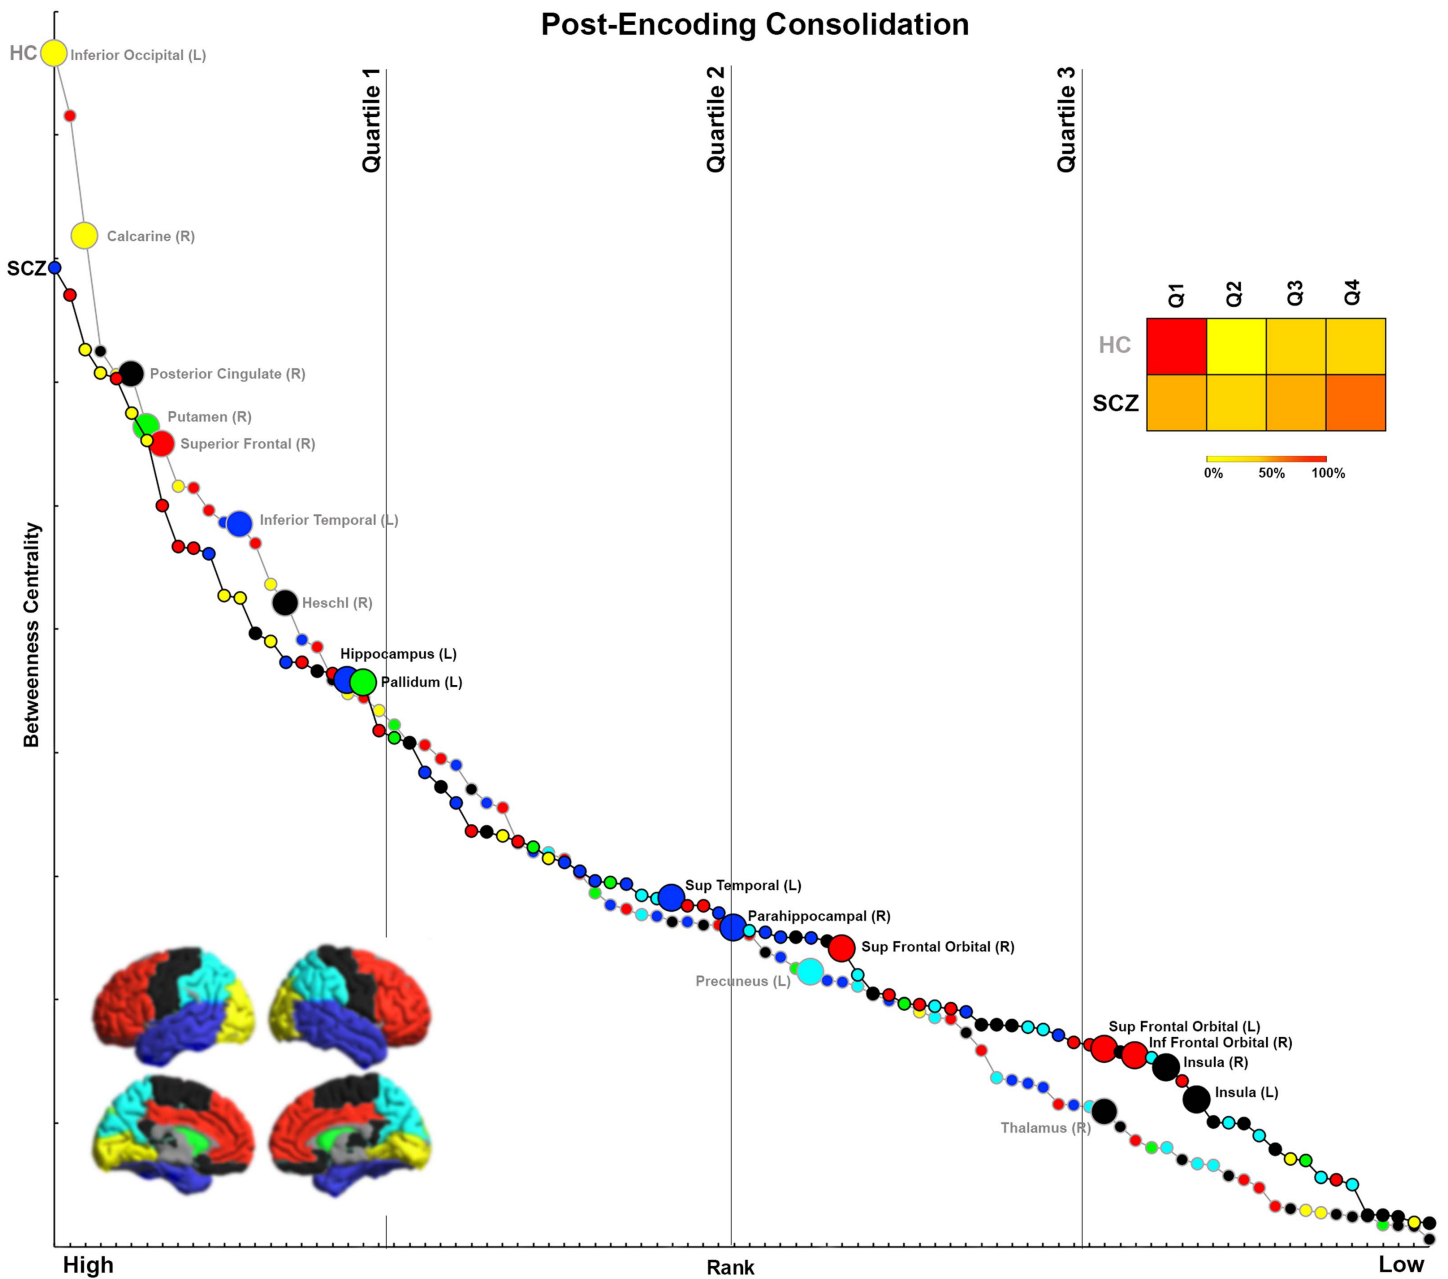 Post-Encoding Consolidation
HC
Inferior Occipital (L)
Quartile 1
Quartile 2
Quartile 3
Calcarine (R)
SCZ
Q1
Q2
Q3
Q4
HC
SCZ
0%
50%
100%
Posterior Cingulate (R)
Putamen (R)
Superior Frontal (R)
Inferior Temporal (L)
Heschl (R)
Hippocampus (L)
Pallidum (L)
Betweenness Centrality
Sup Temporal (L)
Parahippocampal (R)
Sup Frontal Orbital (R)
Precuneus (L)
Sup Frontal Orbital (L)
Inf Frontal Orbital (R)
Insula (R)
Insula (L)
Thalamus (R)
High
Rank
Low